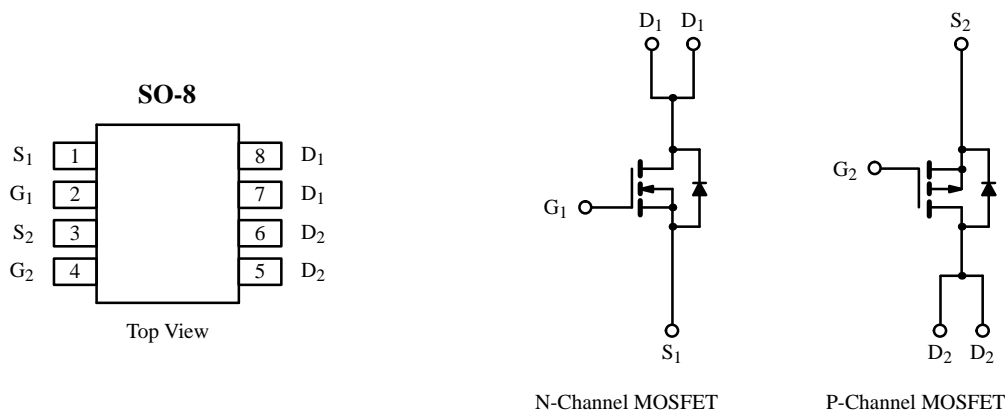 SO-8
S1 1 8 D1
G1 2 7 D1
S2 3 6 D2
G2 4 5 D2
Top View
D1 D1
G1
S1
N-Channel MOSFET
S2
G2
D2 D2
P-Channel MOSFET